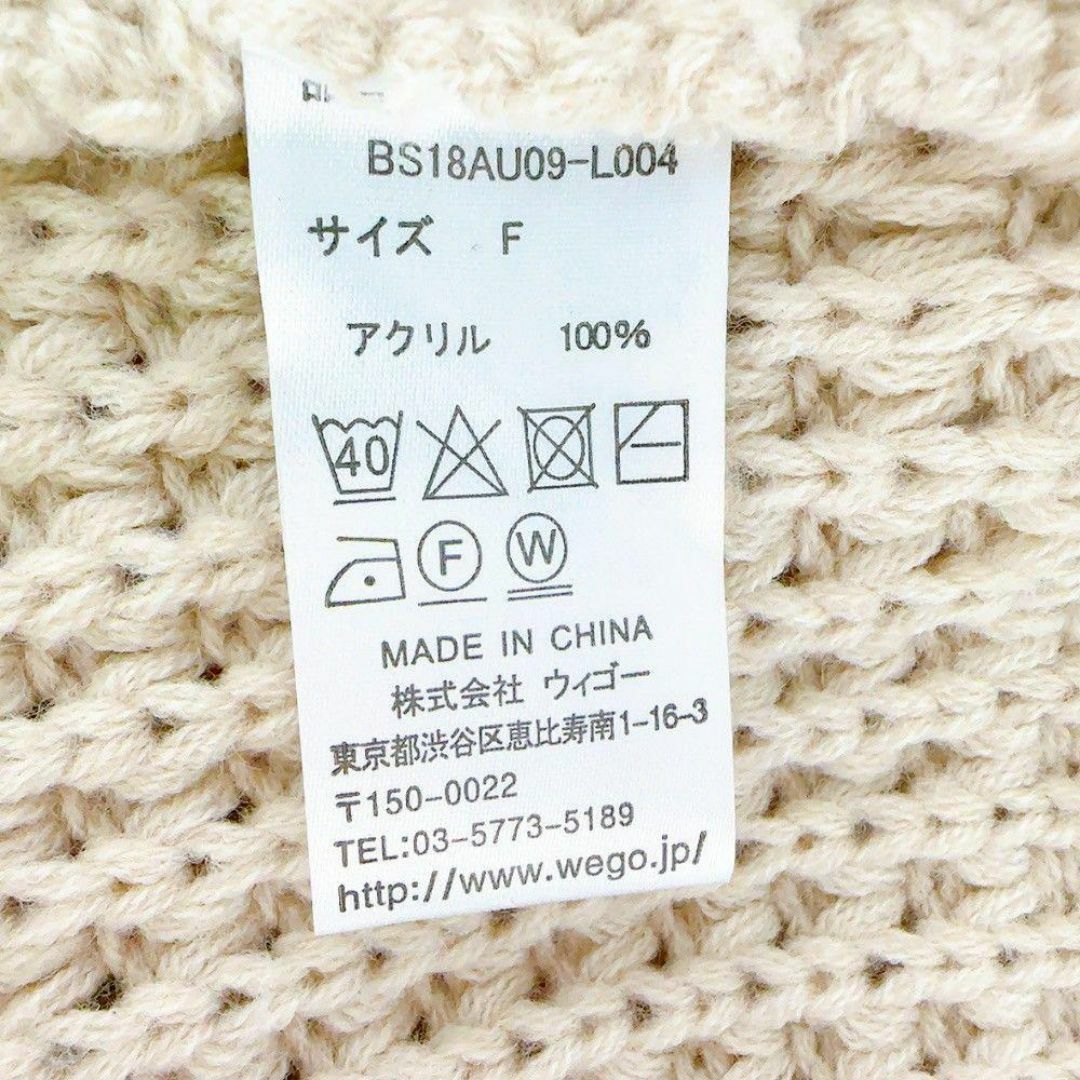 BS18AU09-L004
サイズ F
アクリル 100%
40
F W
MADE IN CHINA
株式会社 ウィゴー
東京都渋谷区恵比寿南1-16-3
〒150-0022
TEL:03-5773-5189
http://www.wego.jp/